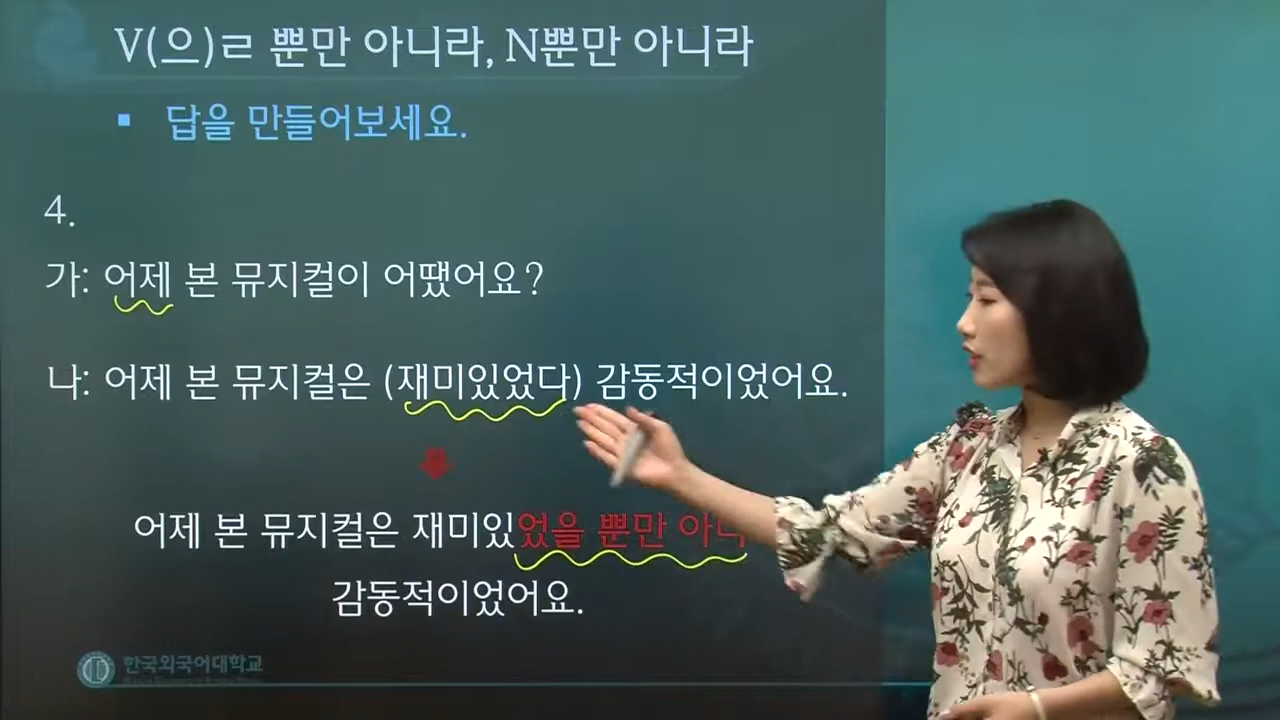 V(으)ㄹ 뿐만 아니라, N뿐만 아니라
▪ 답을 만들어보세요.
4.
가: 어제 본 뮤지컬이 어땠어요?
나: 어제 본 뮤지컬은 (재미있었다) 감동적이었어요.
어제 본 뮤지컬은 재미있었을 뿐만 아니
감동적이었어요.
한국외국어대학교